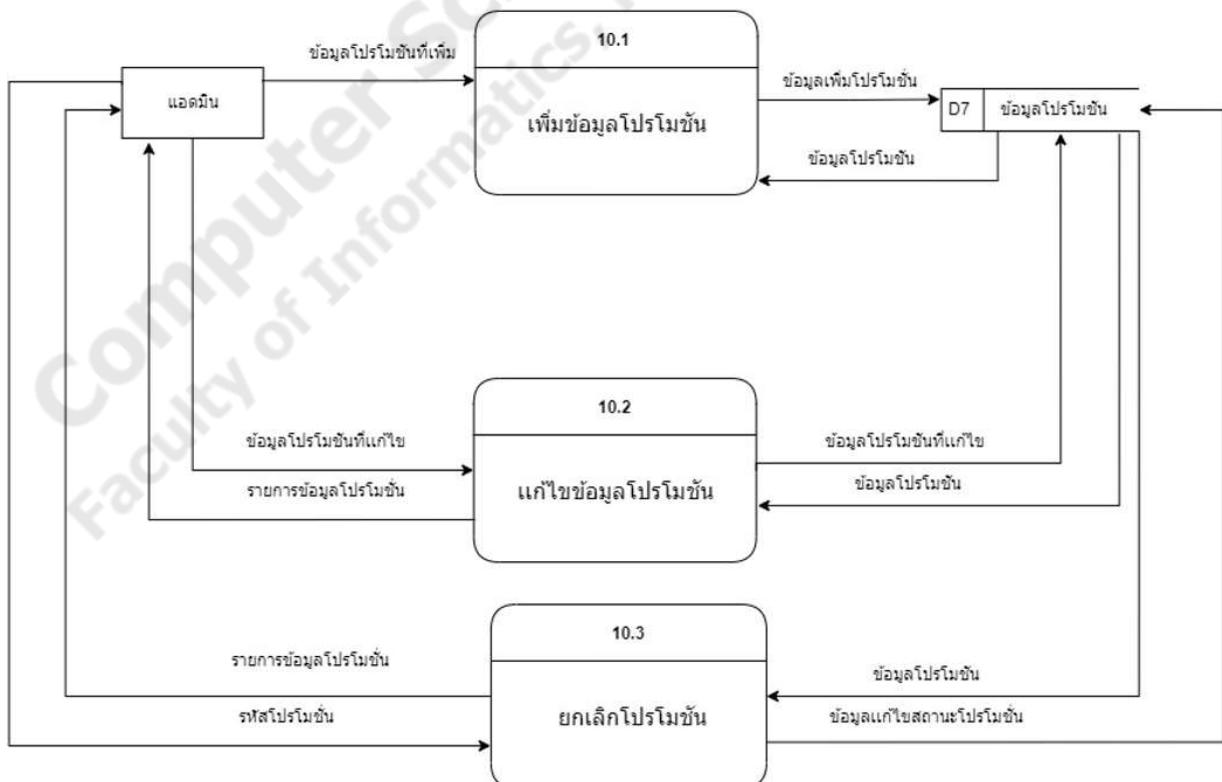 10.1
ข้อมูลโปรโมชันที่เพิ่ม
แอดมิน
เพิ่มข้อมูลโปรโมชัน
ข้อมูลเพิ่มโปรโมชั่น
D7 ข้อมูลโปรโมชัน
ข้อมูลโปรโมชัน
10.2
ข้อมูลโปรโมชันที่แก้ไข
รายการข้อมูลโปรโมชั่น
แก้ไขข้อมูลโปรโมชัน
ข้อมูลโปรโมชันที่แก้ไข
ข้อมูลโปรโมชัน
10.3
รายการข้อมูลโปรโมชั่น
รหัสโปรโมชั่น
ยกเลิกโปรโมชัน
ข้อมูลโปรโมชัน
ข้อมูลแก้ไขสถานะโปรโมชั่น
Faculty of Informatics,